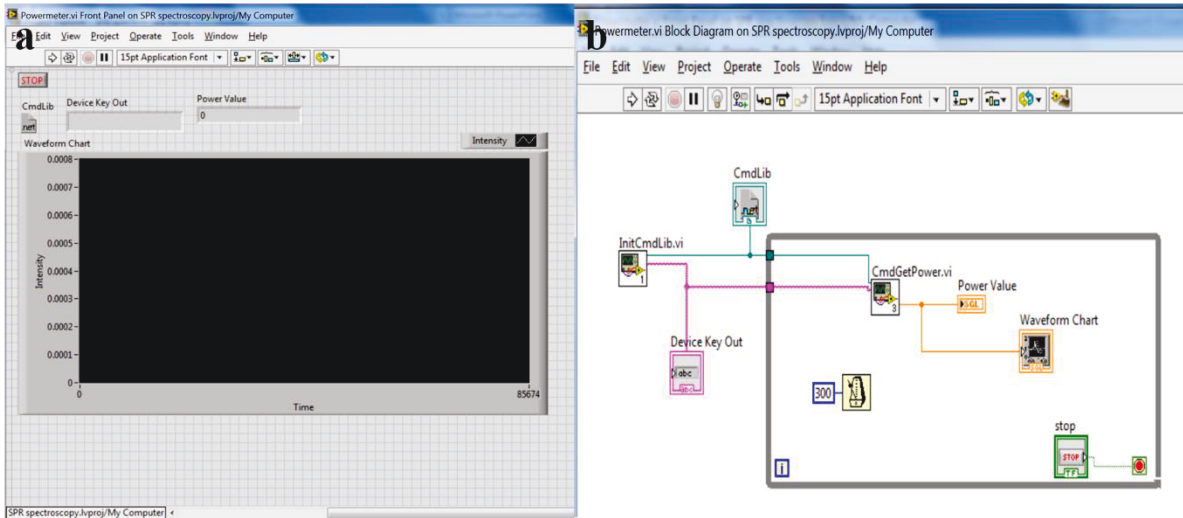 a
Powermeter.vi Front Panel on SPR spectroscopy.lvproj/My Computer
Edit View Project Operate Tools Window Help
15pt Application Font
STOP
CmdLib Device Key Out Power Value
.net 0
Waveform Chart Intensity
0.0008
0.0007
0.0006
0.0005
0.0004
0.0003
0.0002
0.0001
0
Intensity
0 85674
Time
SPR spectroscopy.lvproj/My Computer
b
Powermeter.vi Block Diagram on SPR spectroscopy.lvproj/My Computer
File Edit View Project Operate Tools Window Help
15pt Application Font
CmdLib
InitCmdLib.vi
1
CmdGetPower.vi
3
Power Value
SGL
Waveform Chart
Device Key Out
abc
abc
300
stop
STOP
TF
i